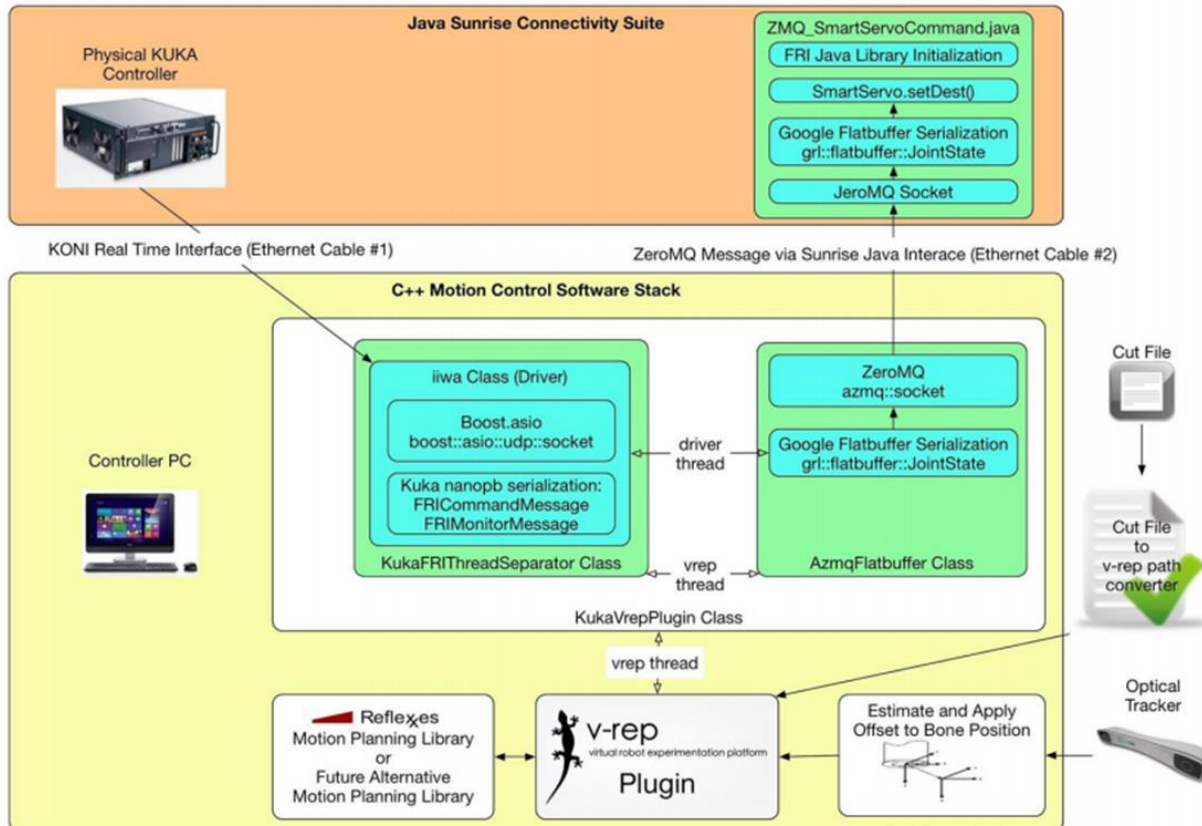 Java Sunrise Connectivity Suite
Physical KUKA
Controller
ZMQ_SmartServoCommand.java
FRI Java Library Initialization
SmartServo.setDest()
Google Flatbuffer Serialization
grl::flatbuffer::JointState
JeroMQ Socket
KONI Real Time Interface (Ethernet Cable #1)
ZeroMQ Message via Sunrise Java Interace (Ethernet Cable #2)
C++ Motion Control Software Stack
iiwa Class (Driver)
Boost.asio
boost::asio::udp::socket
Kuka nanopb serialization:
FRICommandMessage
FRIMonitorMessage
KukaFRIThreadSeparator Class
driver
thread
vrep
thread
ZeroMQ
azmq::socket
Google Flatbuffer Serialization
grl::flatbuffer::JointState
AzmqFlatbuffer Class
KukaVrepPlugin Class
Controller PC
vrep thread
Cut File
Cut File
to
v-rep path
converter
Optical
Tracker
Reflexxes
Motion Planning Library
or
Future Alternative
Motion Planning Library
v-rep
virtual robot experimentation platform
Plugin
Estimate and Apply
Offset to Bone Position